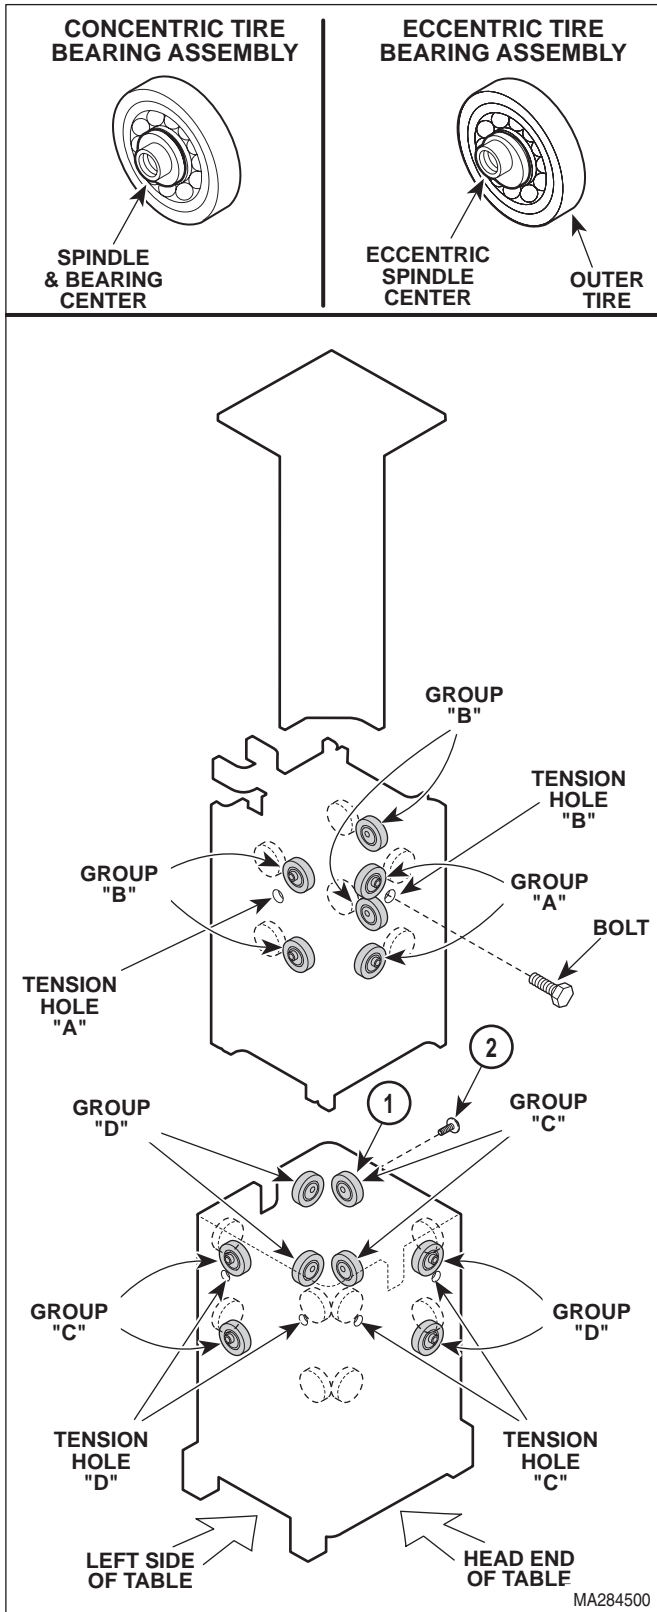 CONCENTRIC TIRE
BEARING ASSEMBLY
SPINDLE
& BEARING
CENTER
ECCENTRIC TIRE
BEARING ASSEMBLY
ECCENTRIC
SPINDLE
CENTER
OUTER
TIRE
GROUP
"B"
TENSION
HOLE
"B"
GROUP
"B"
GROUP
"A"
BOLT
TENSION
HOLE
"A"
2
GROUP
"D"
1
GROUP
"C"
GROUP
"C"
GROUP
"D"
TENSION
HOLE
"D"
TENSION
HOLE
"C"
LEFT SIDE
OF TABLE
HEAD END
OF TABLE
MA284500